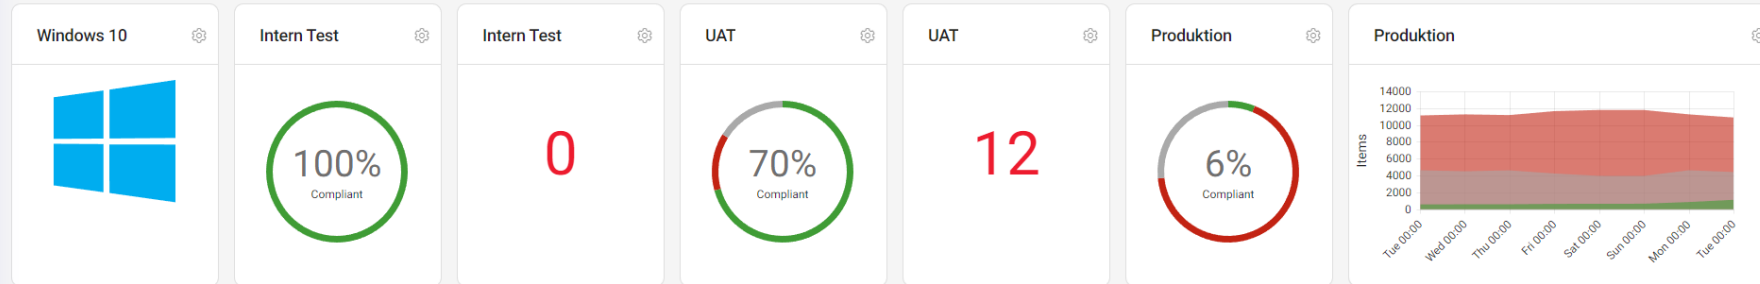 Windows 10
Intern Test
100%
Compliant
Intern Test
0
UAT
70%
Compliant
UAT
12
Produktion
6%
Compliant
Produktion
Items
14000
12000
10000
8000
6000
4000
2000
0
Tue 00:00
Wed 00:00
Thu 00:00
Fri 00:00
Sat 00:00
Sun 00:00
Mon 00:00
Tue 00:00